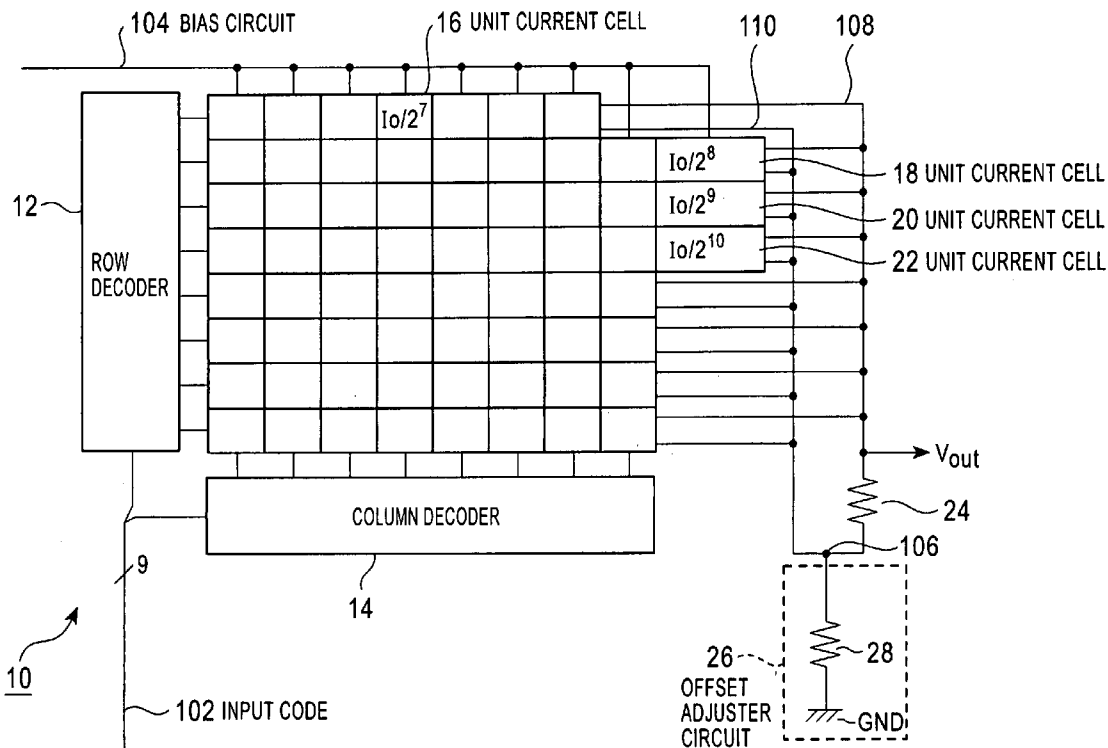 104 BIAS CIRCUIT
16 UNIT CURRENT CELL
110
108
Io/2^7
12
ROW
DECODER
Io/2^8
18 UNIT CURRENT CELL
Io/2^9
20 UNIT CURRENT CELL
Io/2^10
22 UNIT CURRENT CELL
Vout
24
COLUMN DECODER
106
9
14
10
28
26
OFFSET
ADJUSTER
CIRCUIT
GND
102 INPUT CODE